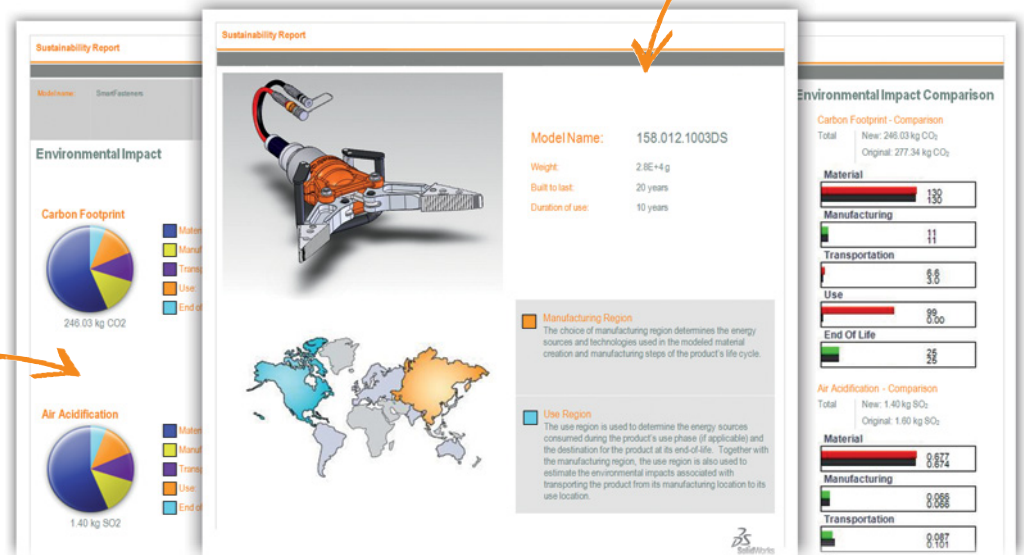 Sustainability Report
Model name: SmartFasteners
Environmental Impact
Carbon Footprint
Mater
Manuf
Trans
Use:
End of
246.03 kg CO2
Air Acidification
Mater
Manuf
Trans
Use:
End of
1.40 kg SO2
Sustainability Report
Model Name: 158.012.1003DS
Weight: 2.8E+4 g
Built to last: 20 years
Duration of use: 10 years
Manufacturing Region
The choice of manufacturing region determines the energy
sources and technologies used in the modeled material
creation and manufacturing steps of the product's life cycle.
Use Region
The use region is used to determine the energy sources
consumed during the product's use phase (if applicable) and
the destination for the product at its end-of-life. Together with
the manufacturing region, the use region is also used to
estimate the environmental impacts associated with
transporting the product from its manufacturing location to its
use location.
SolidWorks
Environmental Impact Comparison
Carbon Footprint - Comparison
Total New: 246.03 kg CO₂
Original: 277.34 kg CO₂
Material
130
130
Manufacturing
11
11
Transportation
6.6
3.0
Use
99
0.00
End Of Life
26
25
Air Acidification - Comparison
Total New: 1.40 kg SO₂
Original: 1.60 kg SO₂
Material
0.677
0.674
Manufacturing
0.066
0.066
Transportation
0.087
0.101